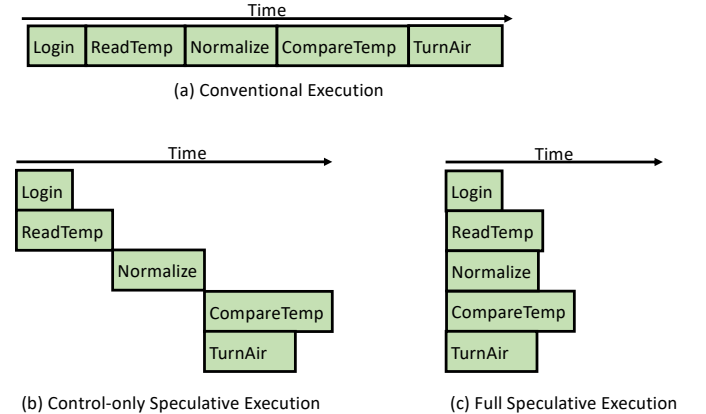 Time
Login ReadTemp Normalize CompareTemp TurnAir
(a) Conventional Execution
Time
Login
ReadTemp
Normalize
CompareTemp
TurnAir
(b) Control-only Speculative Execution
Time
Login
ReadTemp
Normalize
CompareTemp
TurnAir
(c) Full Speculative Execution